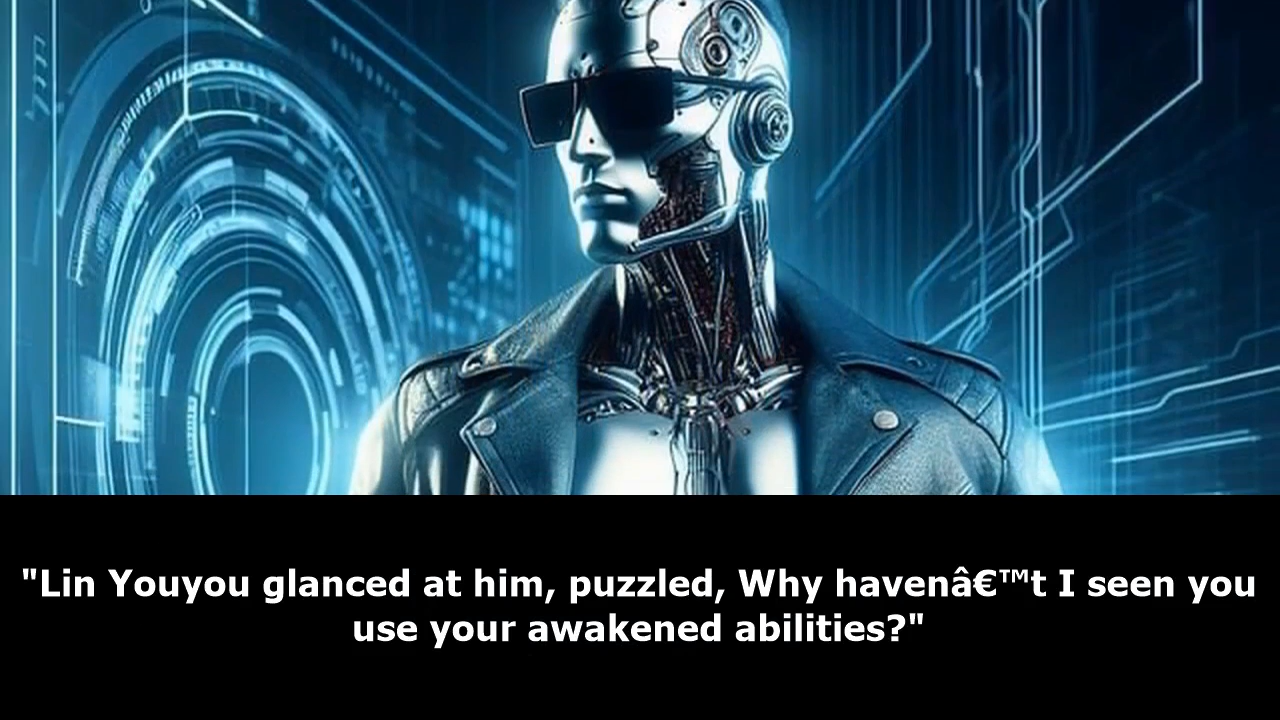 "Lin Youyou glanced at him, puzzled, Why havenâ€™t I seen you
use your awakened abilities?"